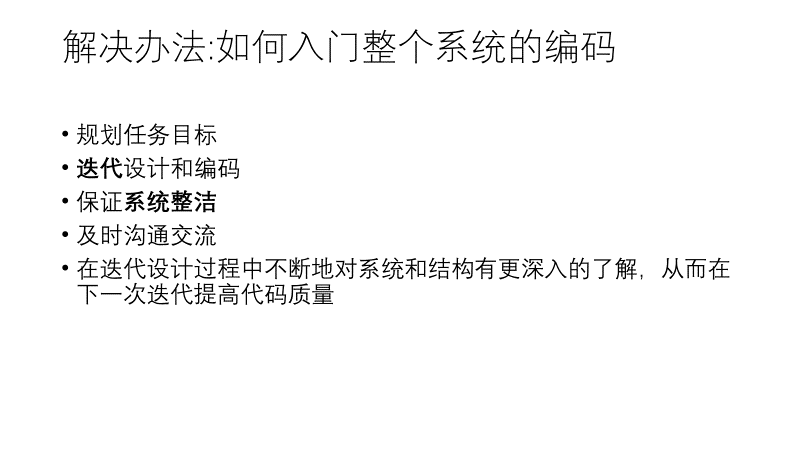 解决办法:如何入门整个系统的编码
• 规划任务目标
• 迭代设计和编码
• 保证系统整洁
• 及时沟通交流
• 在迭代设计过程中不断地对系统和结构有更深入的了解，从而在
下一次迭代提高代码质量